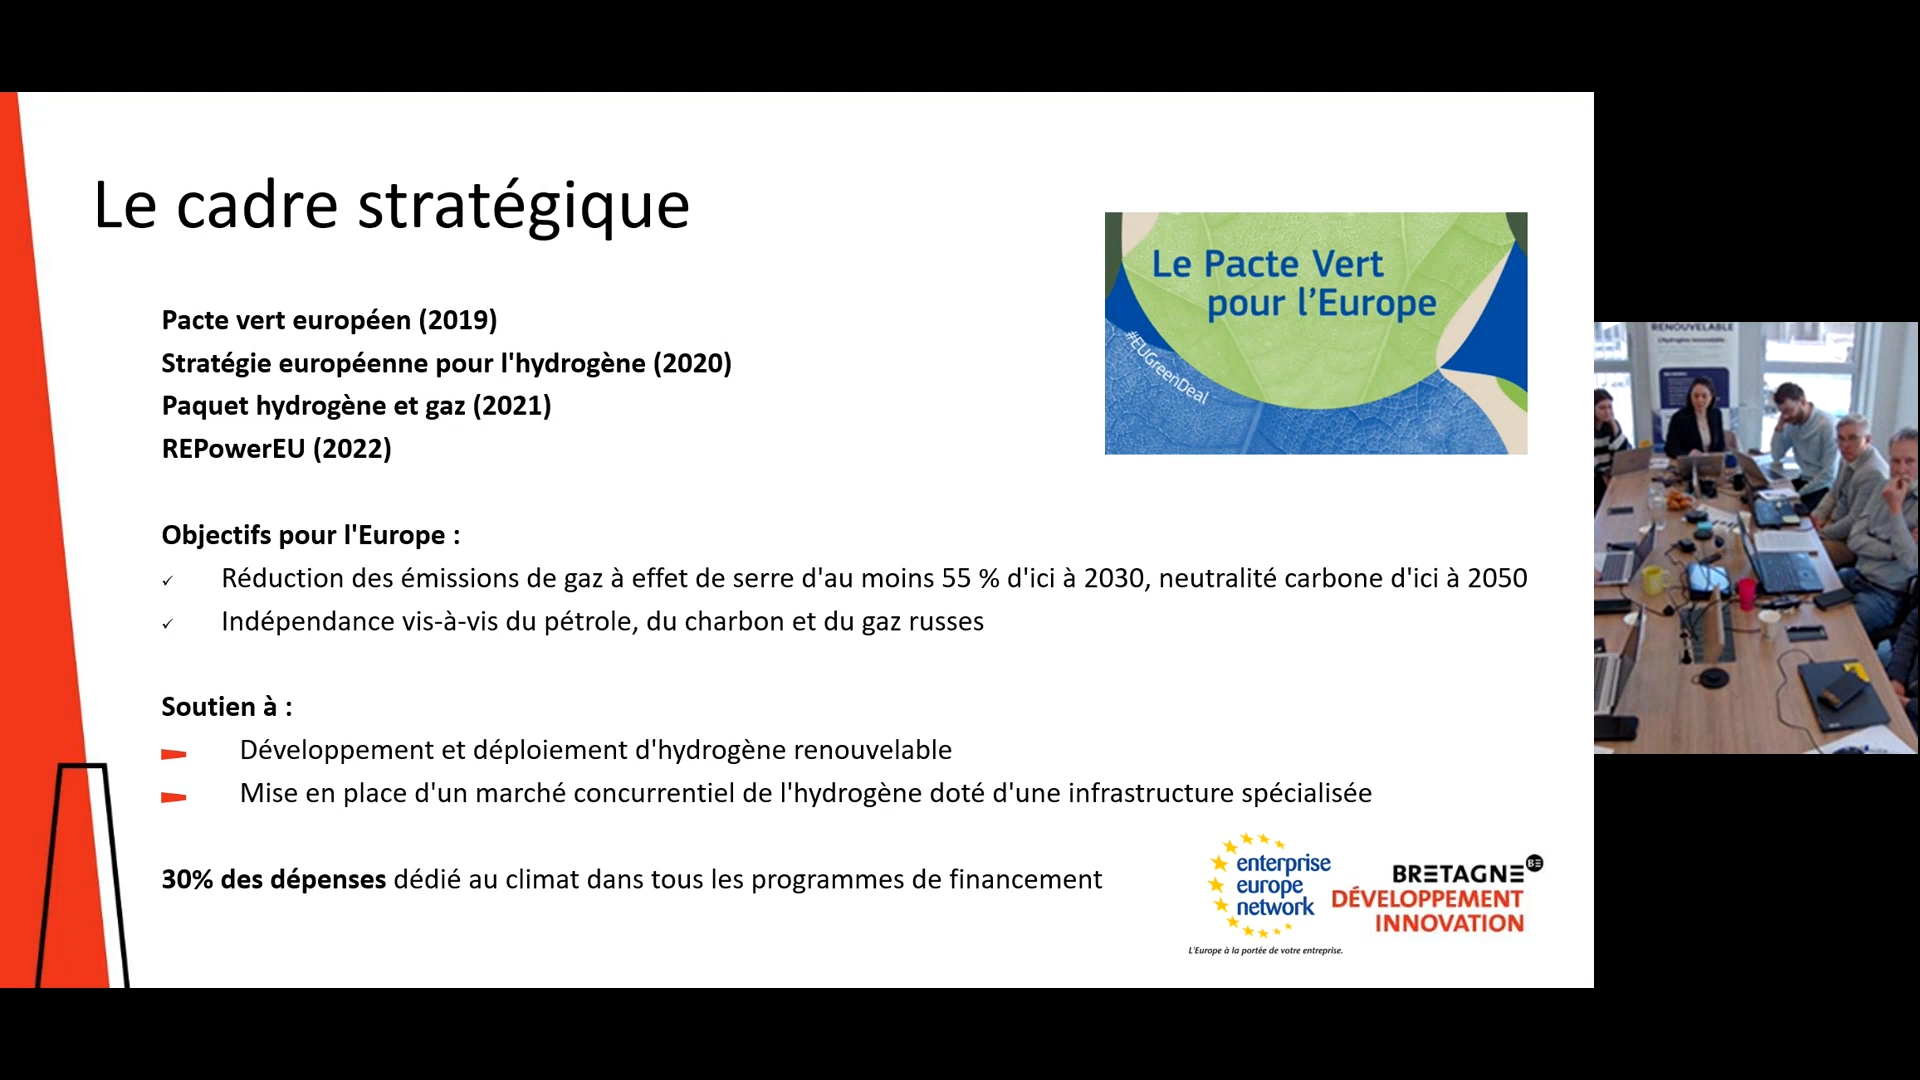 Le cadre stratégique
Le Pacte Vert
pour l'Europe
#EUGreenDeal
Pacte vert européen (2019)
Stratégie européenne pour l'hydrogène (2020)
Paquet hydrogène et gaz (2021)
REPowerEU (2022)
Objectifs pour l'Europe :
✓ Réduction des émissions de gaz à effet de serre d'au moins 55 % d'ici à 2030, neutralité carbone d'ici à 2050
✓ Indépendance vis-à-vis du pétrole, du charbon et du gaz russes
Soutien à :
Développement et déploiement d'hydrogène renouvelable
Mise en place d'un marché concurrentiel de l'hydrogène doté d'une infrastructure spécialisée
30% des dépenses dédié au climat dans tous les programmes de financement
enterprise
europe
network
L'Europe à la portée de votre entreprise.
BRETAGNE BE
DÉVELOPPEMENT
INNOVATION
RENOUVELABLE